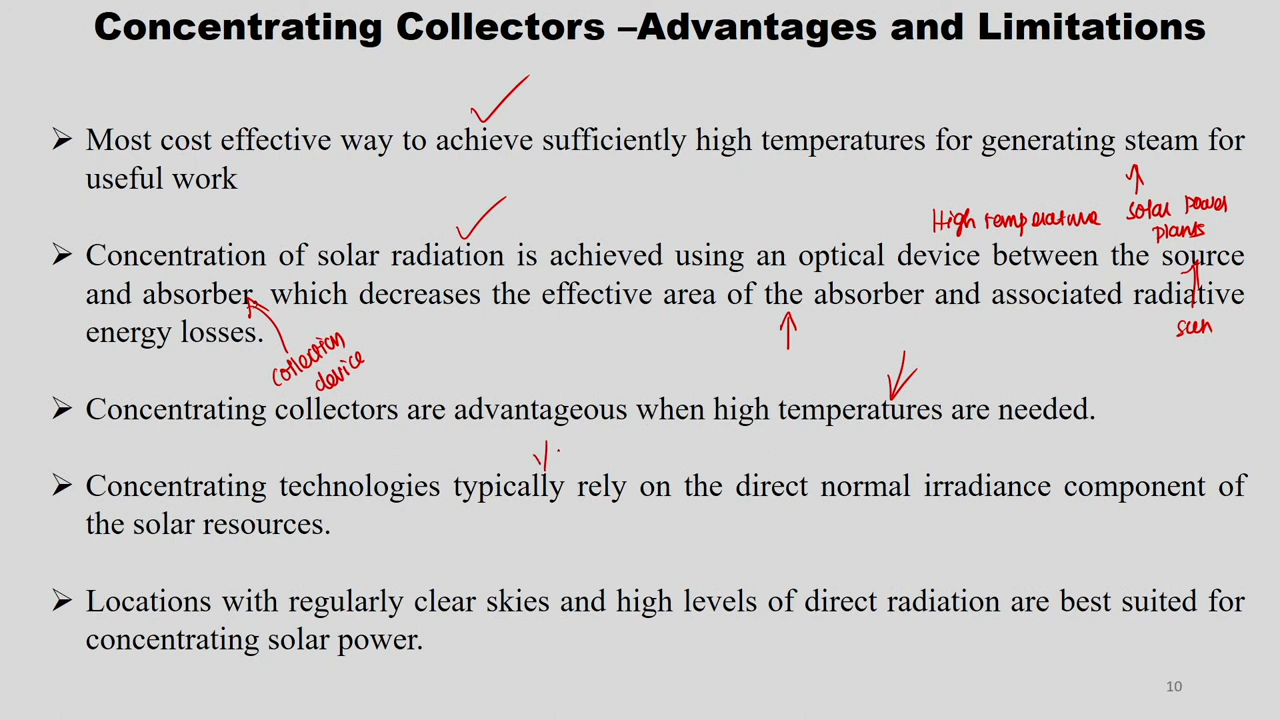 Concentrating Collectors –Advantages and Limitations
➢ Most cost effective way to achieve sufficiently high temperatures for generating steam for
useful work
High temperature
solar power
plants
➢ Concentration of solar radiation is achieved using an optical device between the source
and absorber, which decreases the effective area of the absorber and associated radiative
sun
energy losses.
collection
device
➢ Concentrating collectors are advantageous when high temperatures are needed.
➢ Concentrating technologies typically rely on the direct normal irradiance component of
the solar resources.
➢ Locations with regularly clear skies and high levels of direct radiation are best suited for
concentrating solar power.
10